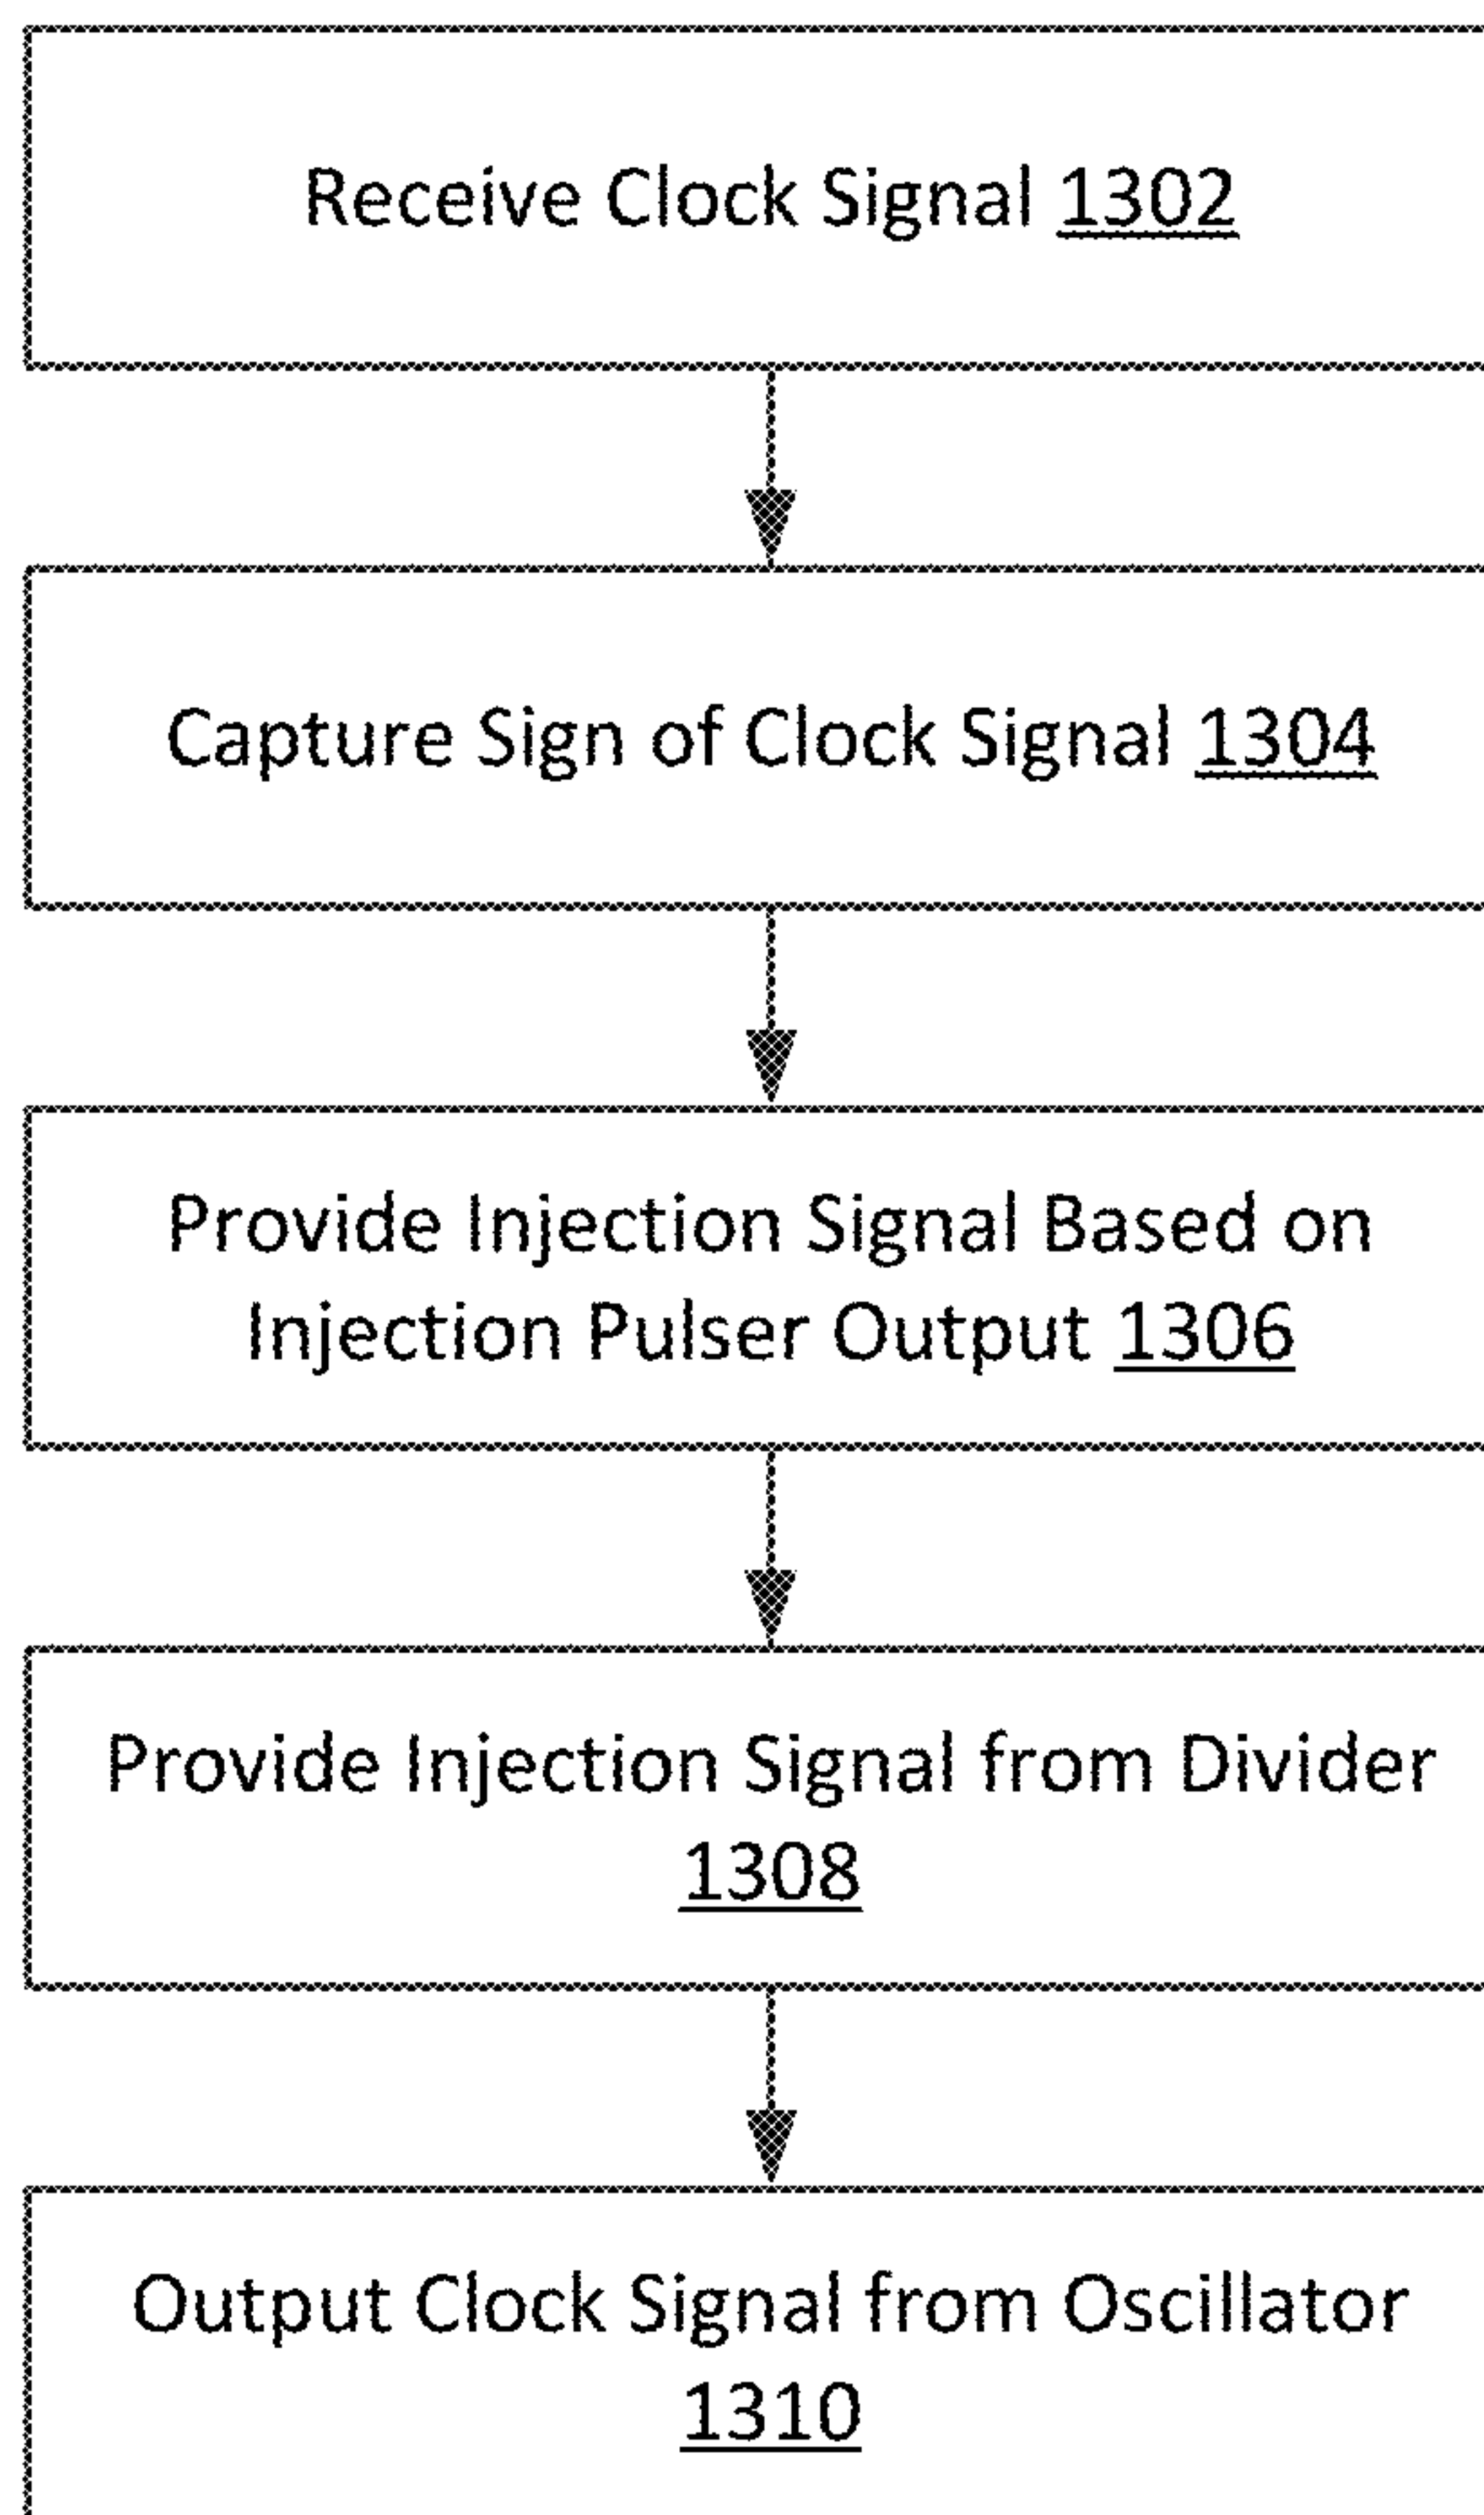 Receive Clock Signal 1302
Capture Sign of Clock Signal 1304
Provide Injection Signal Based on
Injection Pulser Output 1306
Provide Injection Signal from Divider
1308
Output Clock Signal from Oscillator
1310